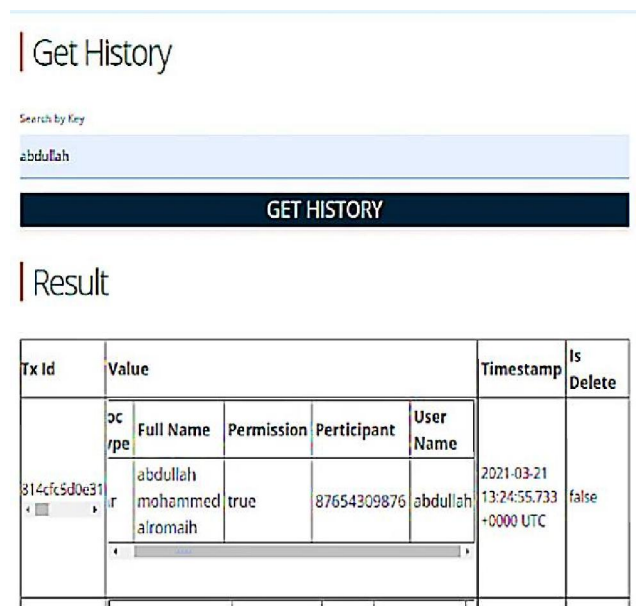 Get History
Search by Key
abdullah
GET HISTORY
Result
Tx Id Value Timestamp Is Delete
oc ype Full Name Permission Perticipant User Name
814cfc5d0e31 r abdullah mohammed alromaih true 87654309876 abdullah 2021-03-21 13:24:55.733 +0000 UTC false